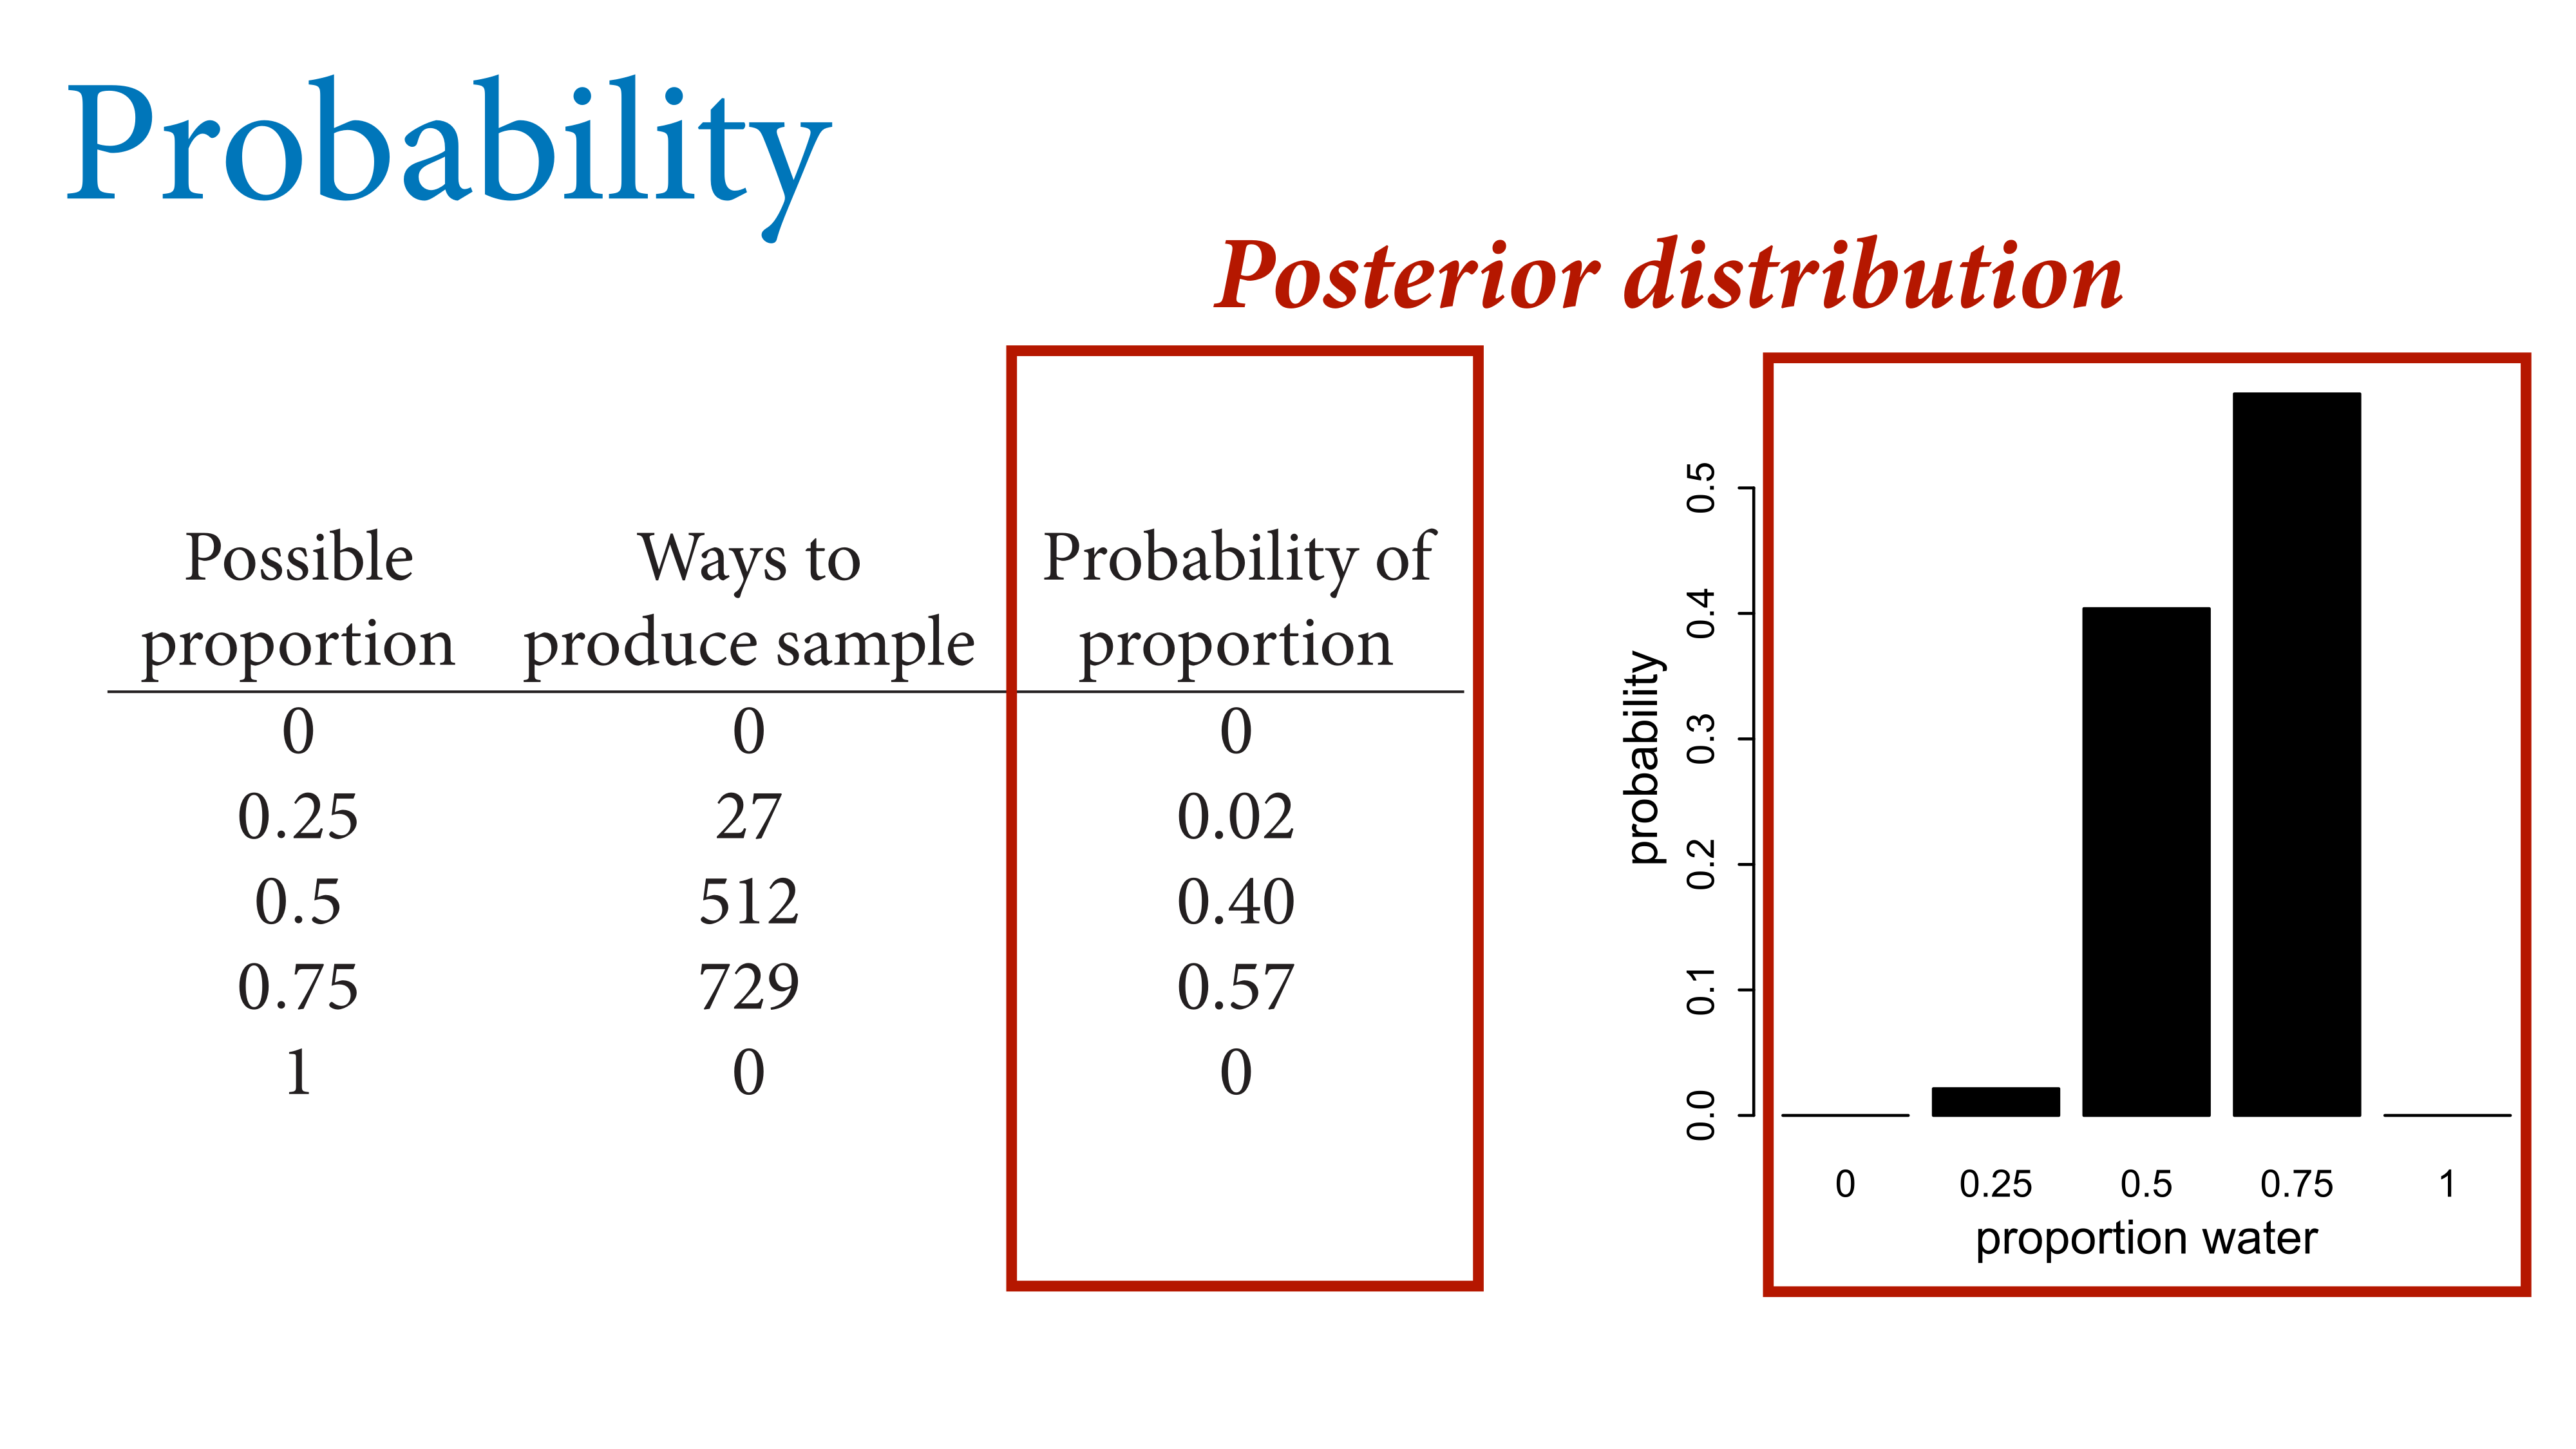 Probability
Posterior distribution
Possible proportion
Ways to produce sample
Probability of proportion
0 0 0
0.25 27 0.02
0.5 512 0.40
0.75 729 0.57
1 0 0
probability
0.5
0.4
0.3
0.2
0.1
0.0
0 0.25 0.5 0.75 1
proportion water